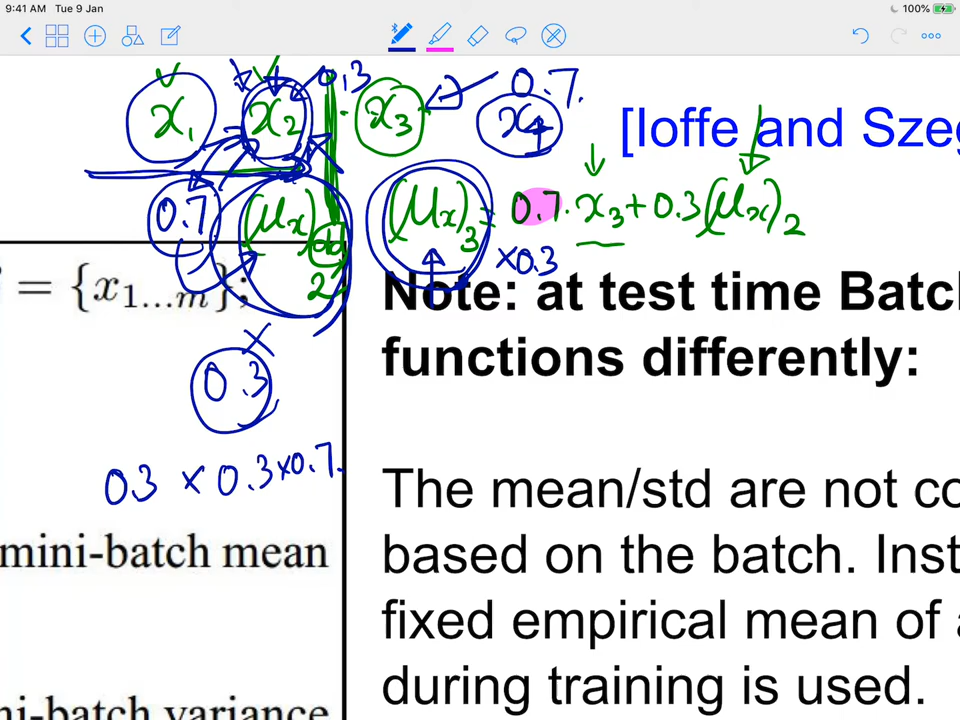 9:41 AM Tue 9 Jan 100%
0.3 0.7
x₁ x₂ x₃ x₄ [Ioffe and Szeg
0.7 (μx)₂ (μx)₃ = 0.7·x₃ + 0.3(μx)₂
×0.3
= {x₁...ₘ};
Note: at test time Batc
functions differently:
×
0.3
0.3 × 0.3 × 0.7
The mean/std are not co
mini-batch mean
based on the batch. Inst
fixed empirical mean of a
during training is used.
ni-batch variance